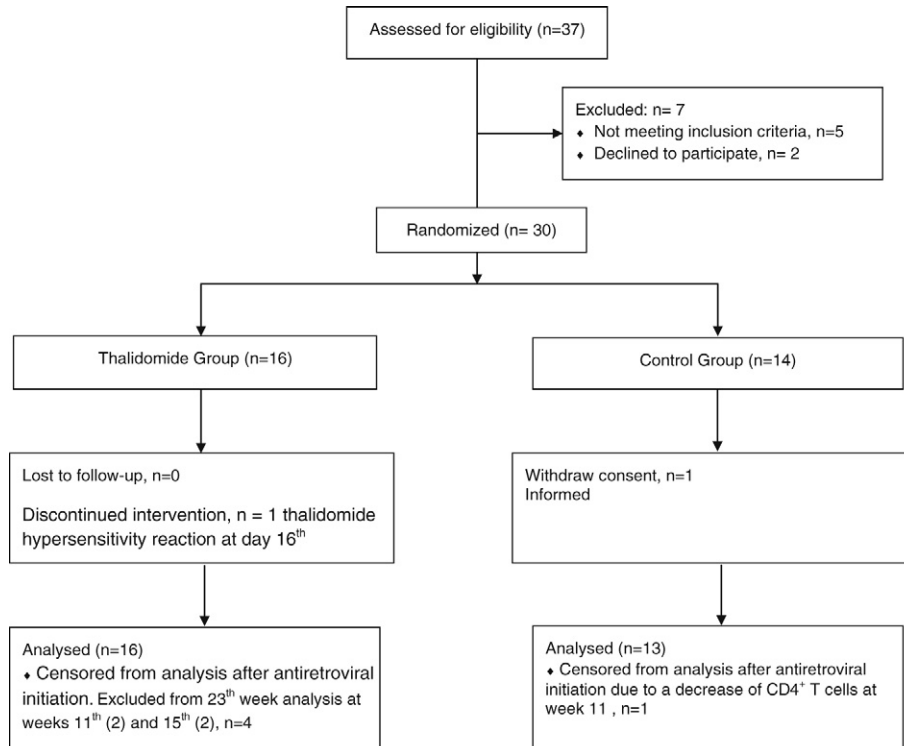 Assessed for eligibility (n=37)
Excluded: n= 7
♦ Not meeting inclusion criteria, n=5
♦ Declined to participate, n= 2
Randomized (n= 30)
Thalidomide Group (n=16)
Control Group (n=14)
Lost to follow-up, n=0
Discontinued intervention, n = 1 thalidomide
hypersensitivity reaction at day 16th
Withdraw consent, n=1
Informed
Analysed (n=16)
♦ Censored from analysis after antiretroviral
initiation. Excluded from 23th week analysis at
weeks 11th (2) and 15th (2), n=4
Analysed (n=13)
♦ Censored from analysis after antiretroviral
initiation due to a decrease of CD4+ T cells at
week 11 , n=1